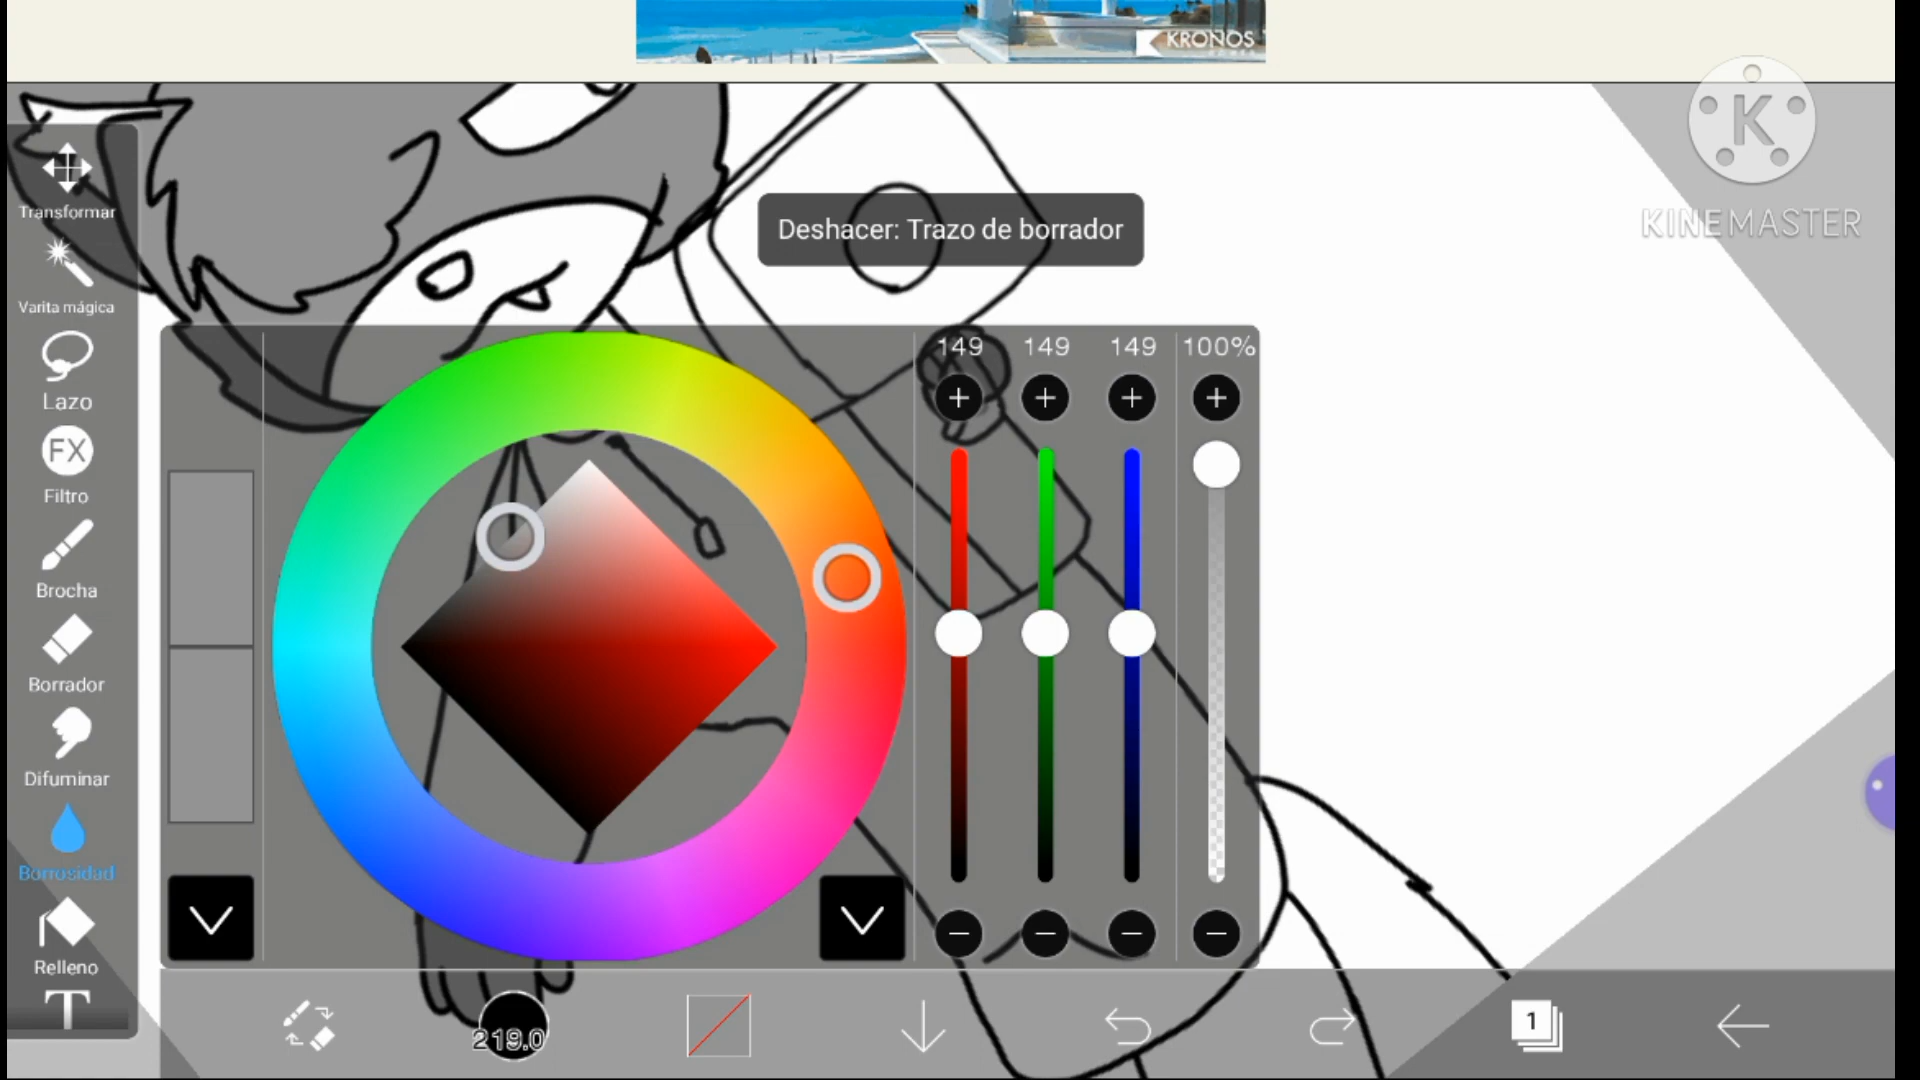 KRONOS
K
KINEMASTER
Deshacer: Trazo de borrador
Transformar
Varita mágica
Lazo
FX
Filtro
Brocha
Borrador
Difuminar
Borrosidad
Relleno
T
149 149 149 100%
219.0
1